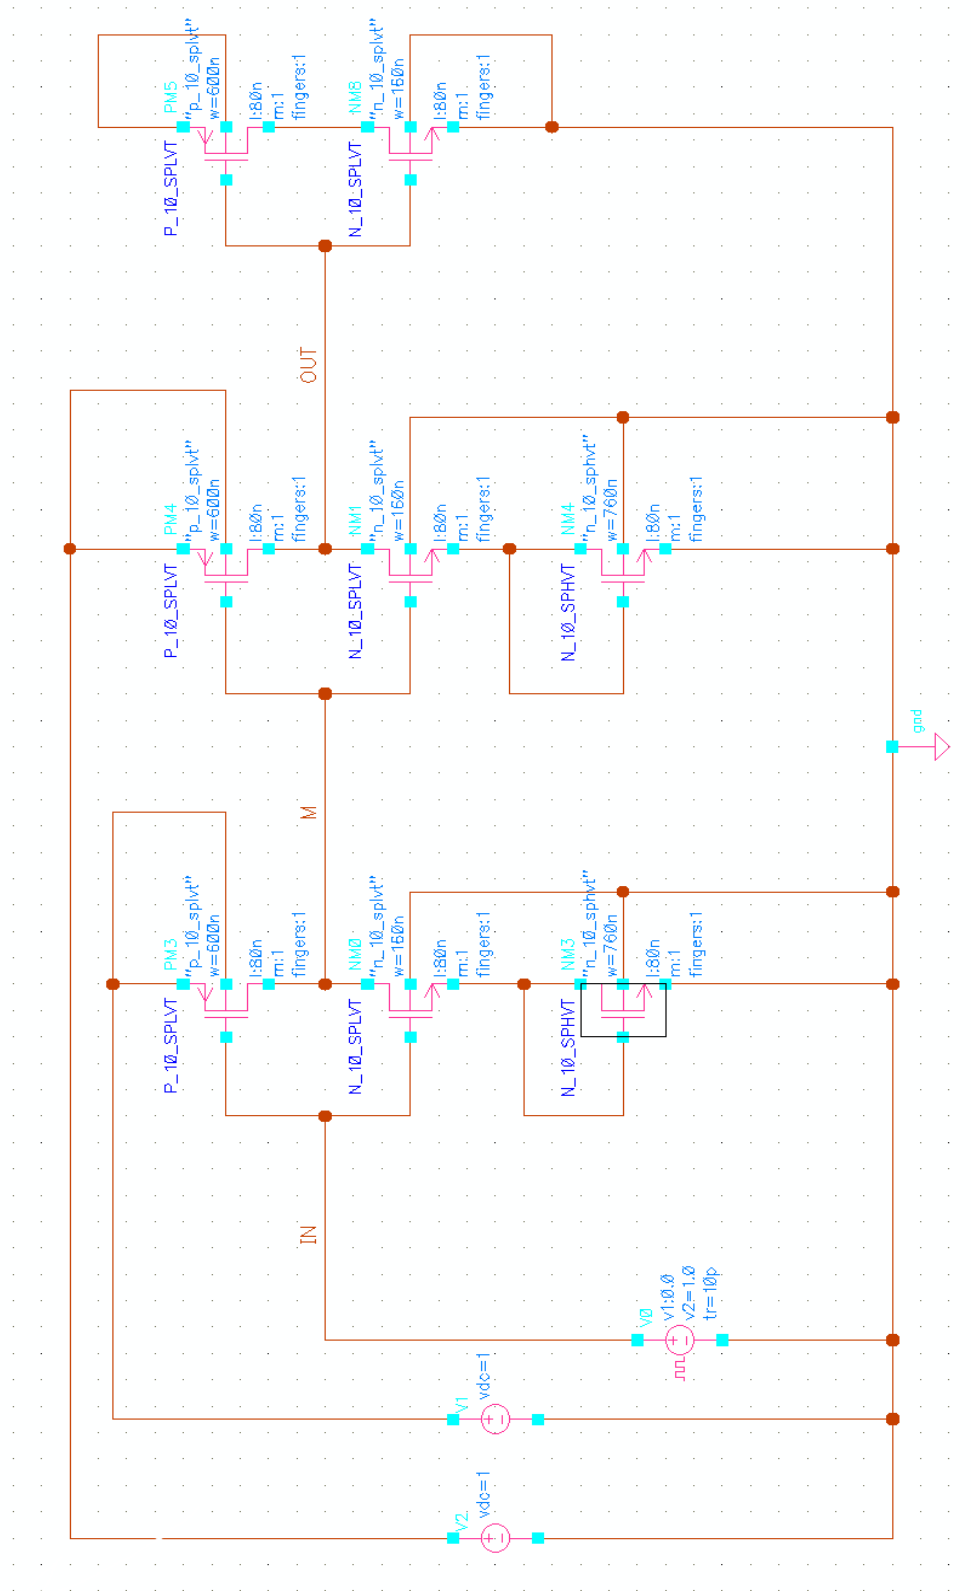 V2
vdc=1
V1
vdc=1
V0
v1:0.0
v2=1.0
tr=10p
IN
P_10_SPLVT
PM3
"p_10_splvt"
w=600n
l:80n
m:1
fingers:1
N_10_SPLVT
NM0
"n_10_splvt"
w=160n
l:80n
m:1
fingers:1
N_10_SPHVT
NM3
"n_10_sphvt"
w=760n
l:80n
m:1
fingers:1
M
gnd
P_10_SPLVT
PM4
"p_10_splvt"
w=600n
l:80n
m:1
fingers:1
N_10_SPLVT
NM1
"n_10_splvt"
w=160n
l:80n
m:1
fingers:1
N_10_SPHVT
NM4
"n_10_sphvt"
w=760n
l:80n
m:1
fingers:1
OUT
P_10_SPLVT
PM5
"p_10_splvt"
w=600n
l:80n
m:1
fingers:1
N_10_SPLVT
NM8
"n_10_splvt"
w=160n
l:80n
m:1
fingers:1